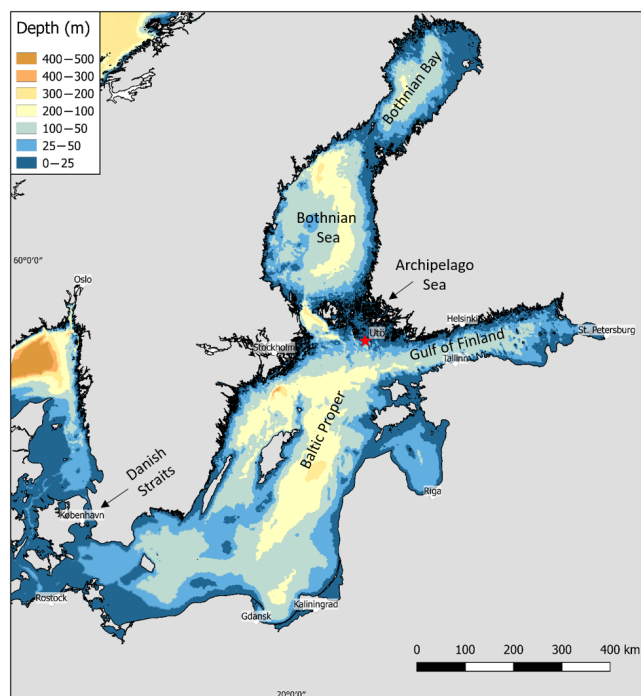 Depth (m)
400–500
400–300
300–200
200–100
100–50
25–50
0–25
Bothnian Bay
Bothnian
Sea
60°0'0"
Archipelago
Sea
Oslo
Helsinki
Utö
St. Petersburg
Stockholm
Gulf of Finland
Tallinn
Baltic Proper
Danish
Straits
Riga
København
Rostock
Kaliningrad
Gdansk
0 100 200 300 400 km
20°0'0"